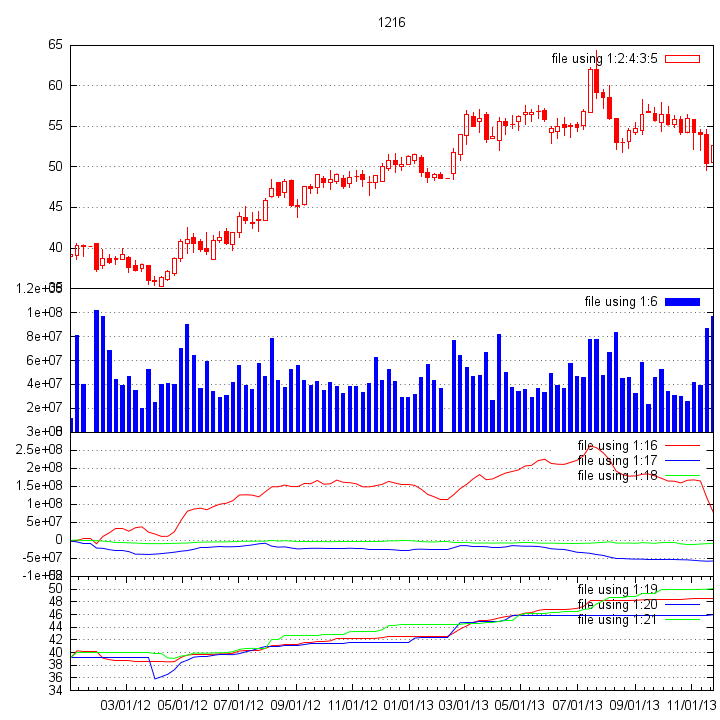 1216
65
file using 1:2:4:3:5
60
55
50
45
40
35
1.2e+08
file using 1:6
1e+08
8e+07
6e+07
4e+07
2e+07
0
3e+08
file using 1:16
2.5e+08
file using 1:17
2e+08
file using 1:18
1.5e+08
1e+08
5e+07
0
-5e+07
-1e+08
50
file using 1:19
48
file using 1:20
46
file using 1:21
44
42
40
38
36
34
03/01/12 05/01/12 07/01/12 09/01/12 11/01/12 01/01/13 03/01/13 05/01/13 07/01/13 09/01/13 11/01/13